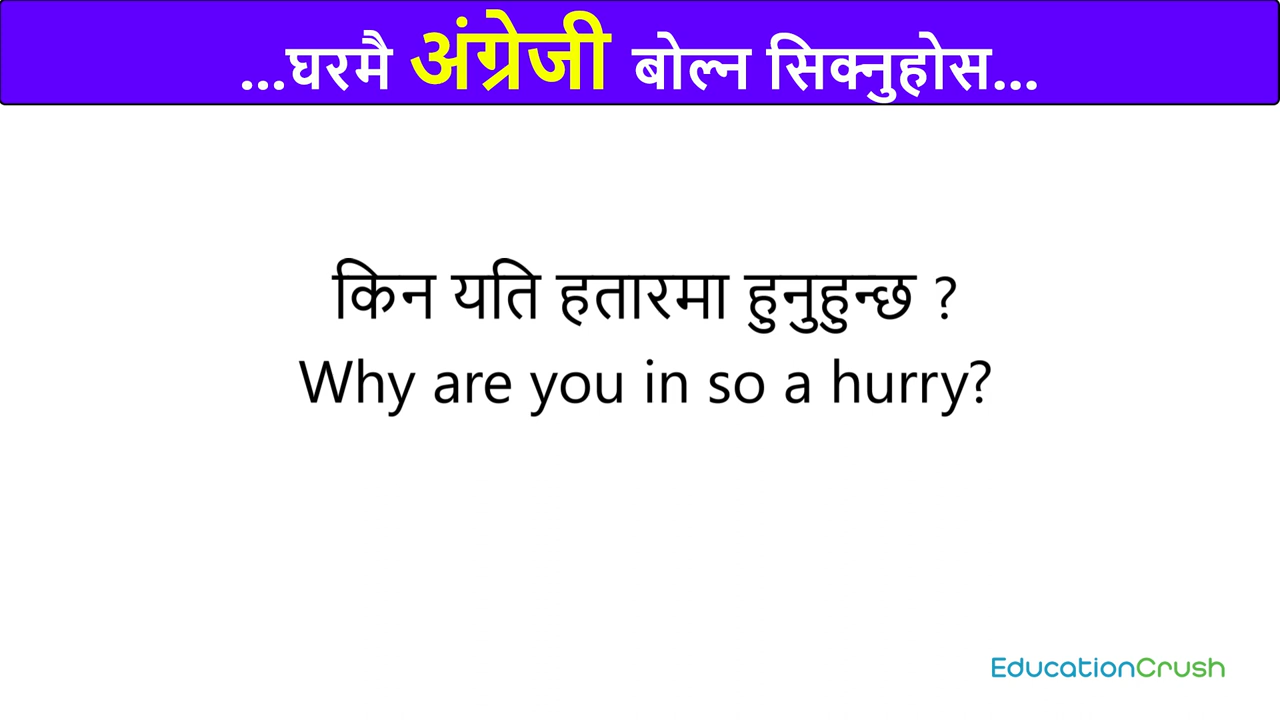 ...घरमै अंग्रेजी बोल्न सिक्नुहोस...
किन यति हतारमा हुनुहुन्छ ?
Why are you in so a hurry?
EducationCrush